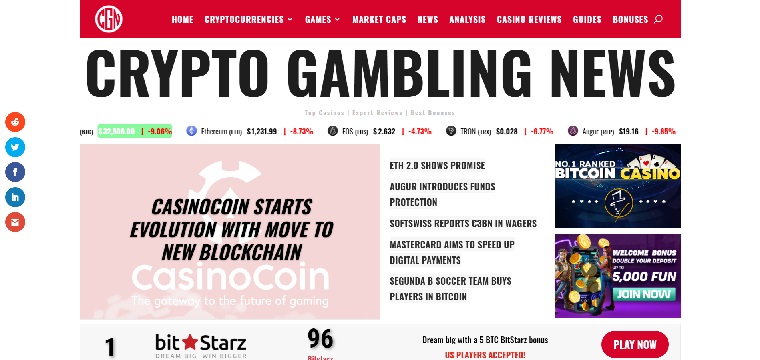 CGN HOME CRYPTOCURRENCIES GAMES MARKET CAPS NEWS ANALYSIS CASINO REVIEWS GUIDES BONUSES
CRYPTO GAMBLING NEWS
Top Casinos | Expert Reviews | Best Bonuses
(BTC) | -9.06% Ethereum (ETH) $1,231.99 | -8.73% EOS (EOS) $2.632 | -4.73% TRON (TRX) $0.028 | -6.77% Augur (REP) $19.16 | -9.85%
CASINOCOIN STARTS
EVOLUTION WITH MOVE TO
NEW BLOCKCHAIN
CasinoCoin
The gateway to the future of gaming
ETH 2.0 SHOWS PROMISE
AUGUR INTRODUCES FUNDS
PROTECTION
SOFTSWISS REPORTS €3BN IN WAGERS
MASTERCARD AIMS TO SPEED UP
DIGITAL PAYMENTS
SEGUNDA B SOCCER TEAM BUYS
PLAYERS IN BITCOIN
NO.1 RANKED
BITCOIN CASINO
WELCOME BONUS
DOUBLE YOUR DEPOSIT
UP TO
5,000 FUN
JOIN NOW
1
bitStarz
DREAM BIG WIN BIGGER
96
Dream big with a 5 BTC BitStarz bonus
US PLAYERS ACCEPTED!
PLAY NOW